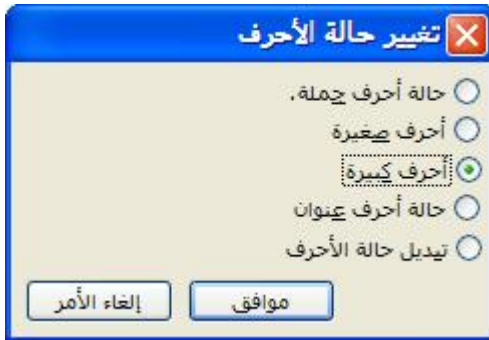 تغيير حالة الأحرف
حالة أحرف جملة.
أحرف صغيرة
أحرف كبيرة
حالة أحرف عنوان
تبديل حالة الأحرف
موافق
إلغاء الأمر